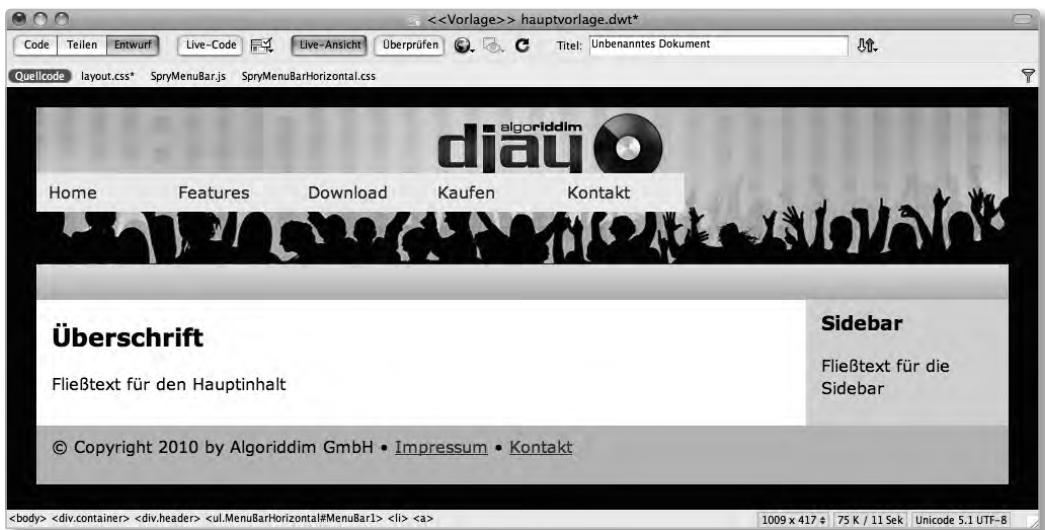 <<Vorlage>> hauptvorlage.dwt*
Code Teilen Entwurf Live-Code Live-Ansicht Überprüfen Titel: Unbenanntes Dokument
Quellcode layout.css* SpryMenuBar.js SpryMenuBarHorizontal.css
algoriddim
djay
Home Features Download Kaufen Kontakt
Überschrift
Fließtext für den Hauptinhalt
Sidebar
Fließtext für die
Sidebar
© Copyright 2010 by Algoriddim GmbH • Impressum • Kontakt
<body> <div.container> <div.header> <ul.MenuBarHorizontal#MenuBar1> <li> <a> 1009 x 417 75 K / 11 Sek Unicode 5.1 UTF-8